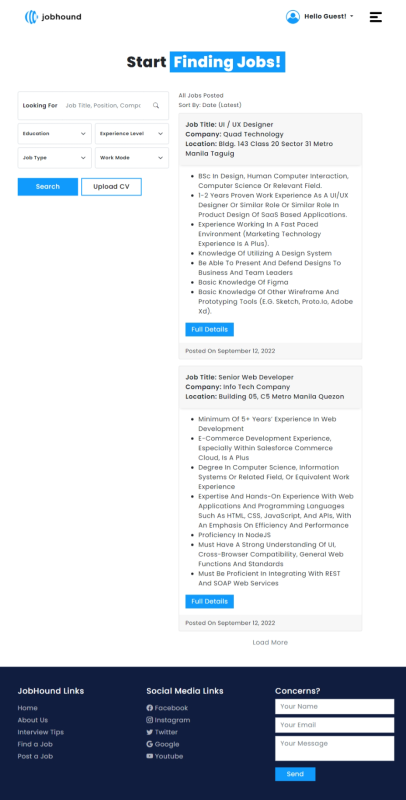 jobhound
Hello Guest!
Start Finding Jobs!
Looking For Job Title, Position, Compa
Education
Experience Level
Job Type
Work Mode
Search
Upload CV
All Jobs Posted
Sort By: Date (Latest)
Job Title: UI / UX Designer
Company: Quad Technology
Location: Bldg. 143 Class 20 Sector 31 Metro
Manila Taguig
BSc In Design, Human Computer Interaction,
Computer Science Or Relevant Field.
1-2 Years Proven Work Experience As A UI/UX
Designer Or Similar Role Or Similar Role In
Product Design Of SaaS Based Applications.
Experience Working In A Fast Paced
Environment (Marketing Technology
Experience Is A Plus).
Knowledge Of Utilizing A Design System
Be Able To Present And Defend Designs To
Business And Team Leaders
Basic Knowledge Of Figma
Basic Knowledge Of Other Wireframe And
Prototyping Tools (E.G. Sketch, Proto.Io, Adobe
Xd).
Full Details
Posted On September 12, 2022
Job Title: Senior Web Developer
Company: Info Tech Company
Location: Building 05, C5 Metro Manila Quezon
Minimum Of 5+ Years' Experience In Web
Development
E-Commerce Development Experience,
Especially Within Salesforce Commerce
Cloud, Is A Plus
Degree In Computer Science, Information
Systems Or Related Field, Or Equivalent Work
Experience
Expertise And Hands-On Experience With Web
Applications And Programming Languages
Such As HTML, CSS, JavaScript, And APIs, With
An Emphasis On Efficiency And Performance
Proficiency In NodeJS
Must Have A Strong Understanding Of UI,
Cross-Browser Compatibility, General Web
Functions And Standards
Must Be Proficient In Integrating With REST
And SOAP Web Services
Full Details
Posted On September 12, 2022
Load More
JobHound Links
Home
About Us
Interview Tips
Find a Job
Post a Job
Social Media Links
Facebook
Instagram
Twitter
Google
Youtube
Concerns?
Your Name
Your Email
Your Message
Send